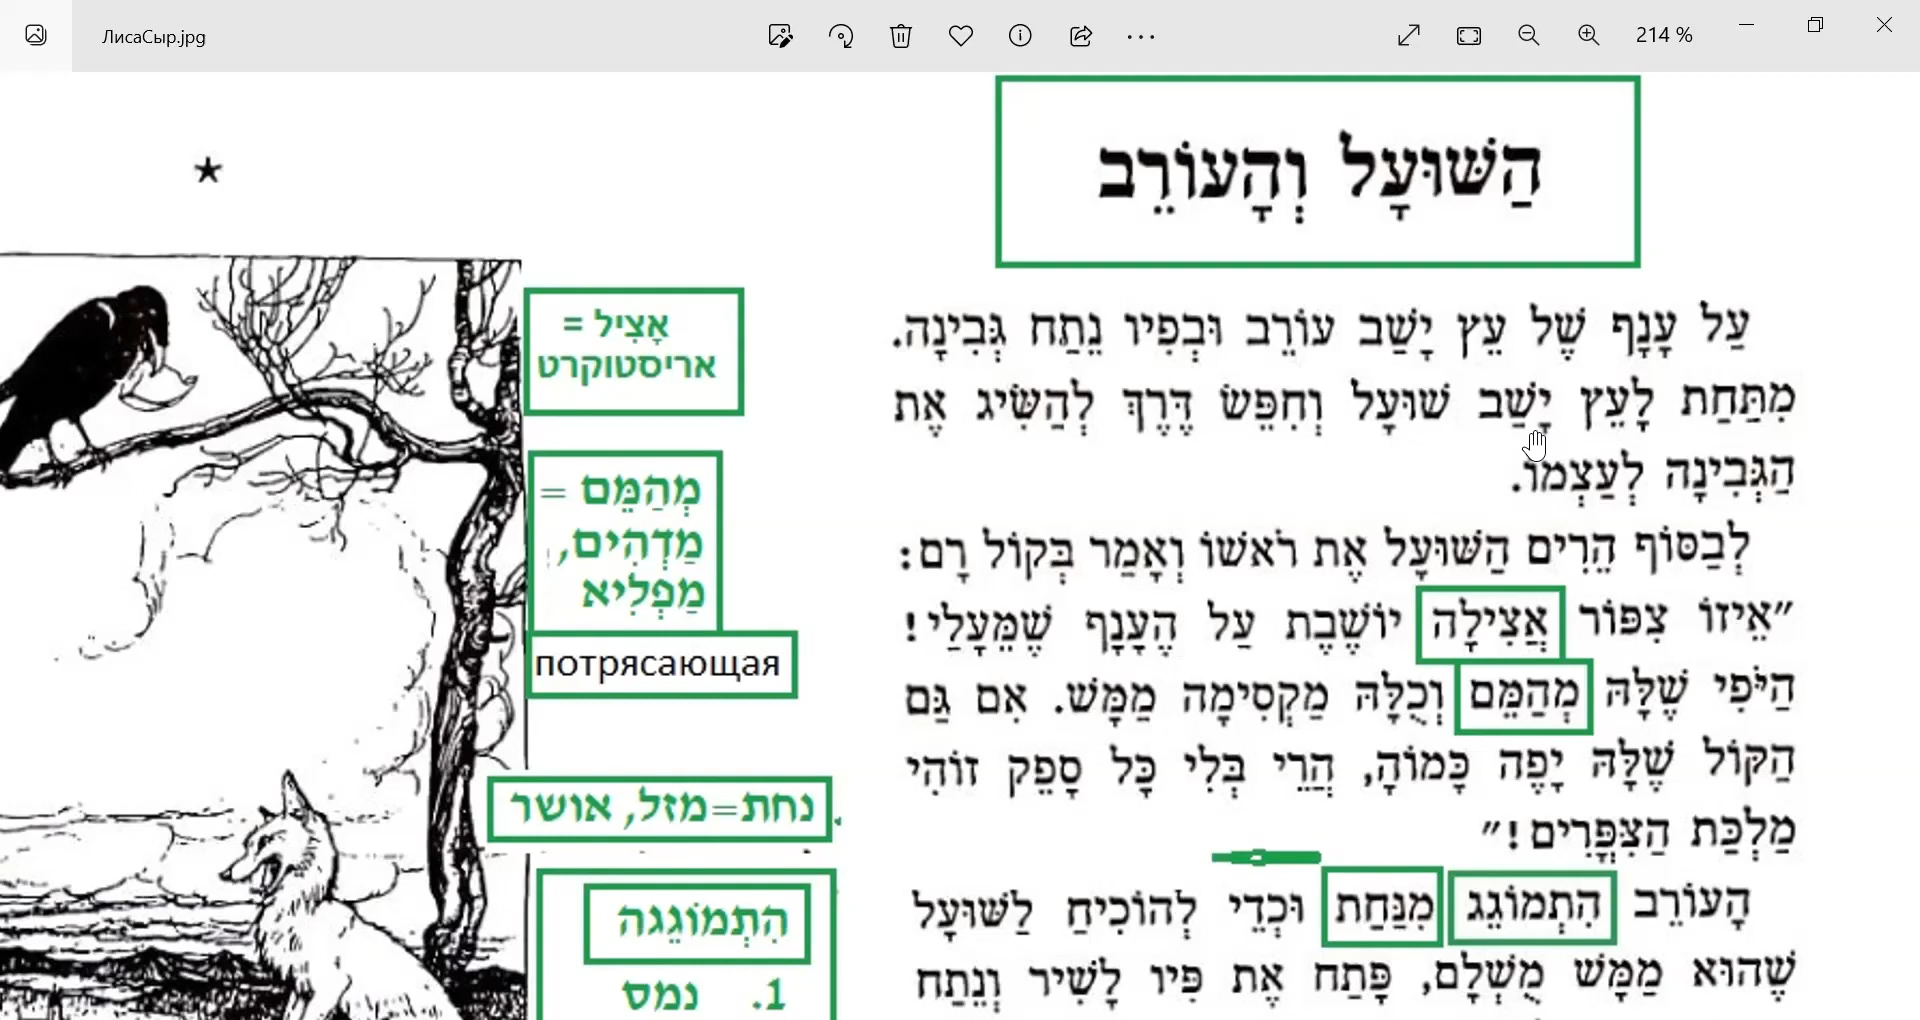 ЛисаСыр.jpg
214 %
הַשּׁוּעָל וְהָעוֹרֵב
עַל עָנָף שֶׁל עֵץ יָשַׁב עוֹרֵב וּבְפִיו נֵתַח גְּבִינָה.
מִתַּחַת לָעֵץ יָשַׁב שׁוּעָל וְחִפֵּשׂ דֶּרֶךְ לְהַשִּׂיג אֶת
הַגְּבִינָה לְעַצְמוֹ.
לְבַסּוֹף הֵרִים הַשּׁוּעָל אֶת רֹאשׁוֹ וְאָמַר בְּקוֹל רָם:
"אֵיזוֹ צִפּוֹר אֲצִילָה יוֹשֶׁבֶת עַל הֶעָנָף שֶׁמֵּעָלַי!
הַיֹּפִי שֶׁלָּהּ מְהַמֵּם וְכֻלָּהּ מַקְסִימָה מַמָּשׁ. אִם גַּם
הַקּוֹל שֶׁלָּהּ יָפֶה כָּמוֹהָ, הֲרֵי בְּלִי כָּל סָפֵק זוֹהִי
מַלְכַּת הַצִּפֳּרִים!"
הָעוֹרֵב הִתְמוֹגֵג מִנַּחַת וּכְדֵי לְהוֹכִיחַ לַשּׁוּעָל
שֶׁהוּא מַמָּשׁ מֻשְׁלָם, פָּתַח אֶת פִּיו לָשִׁיר וְנֵתַח
אָצִיל =
אריסטוקרט
מְהַמֵּם =
מַדְהִים,
מַפְלִיא
потрясающая
נחת=מזל, אושר.
הִתְמוֹגֵגה
1. נמס